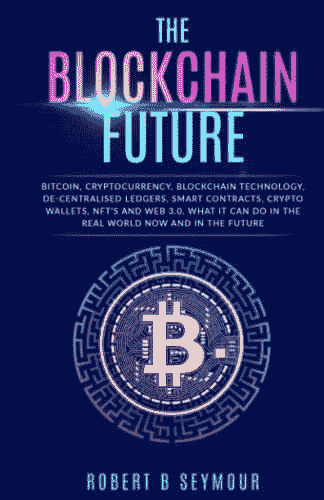 THE
BLOCKCHAIN
FUTURE
BITCOIN, CRYPTOCURRENCY, BLOCKCHAIN TECHNOLOGY,
DE-CENTRALISED LEDGERS, SMART CONTRACTS, CRYPTO
WALLETS, NFT'S AND WEB 3.0, WHAT IT CAN DO IN THE
REAL WORLD NOW AND IN THE FUTURE
ROBERT B SEYMOUR